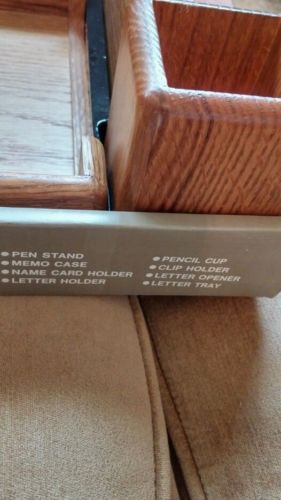 ● PEN STAND
● MEMO CASE
● NAME CARD HOLDER
● LETTER HOLDER
● PENCIL CUP
● CLIP HOLDER
● LETTER OPENER
● LETTER TRAY